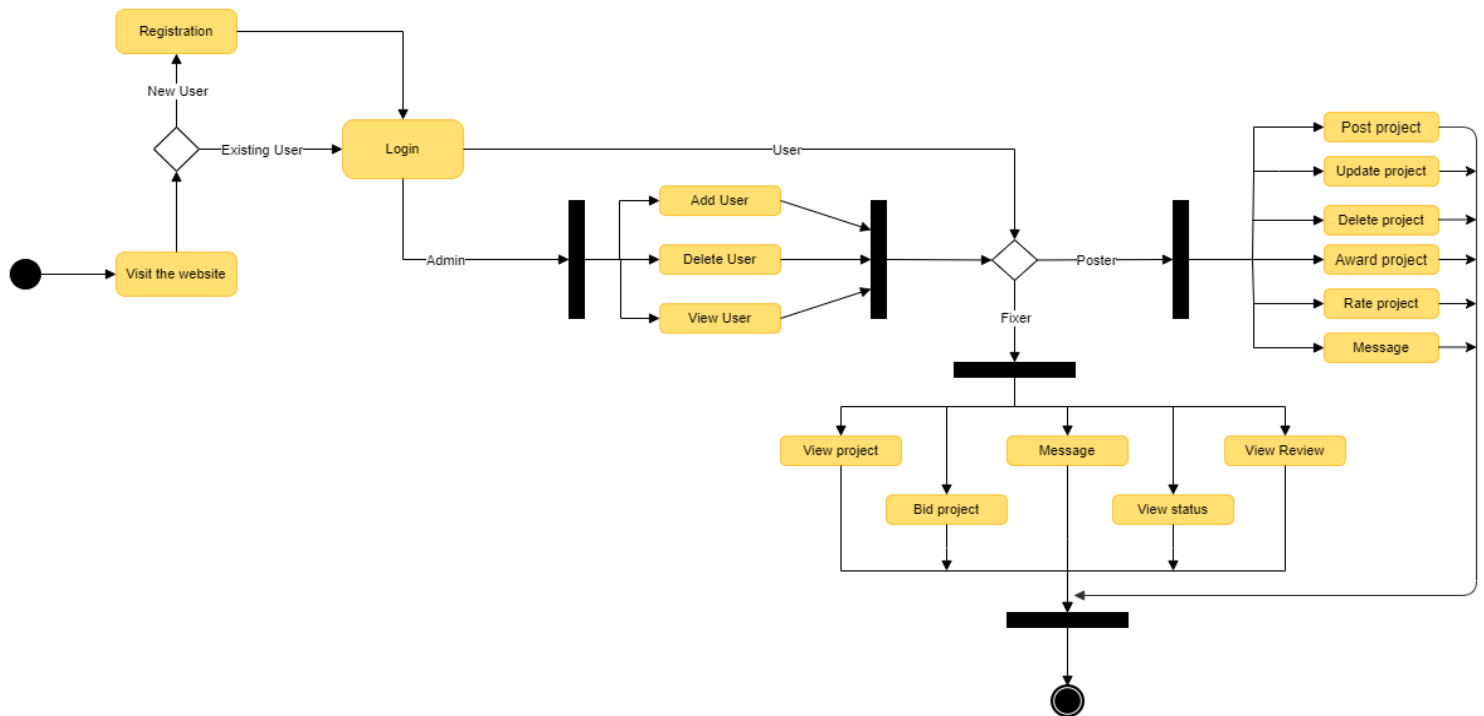 Registration
New User
Existing User
Login
User
Post project
Update project
Add User
Delete project
Visit the website
Admin
Delete User
Poster
Award project
View User
Fixer
Rate project
Message
View project
Message
View Review
Bid project
View status